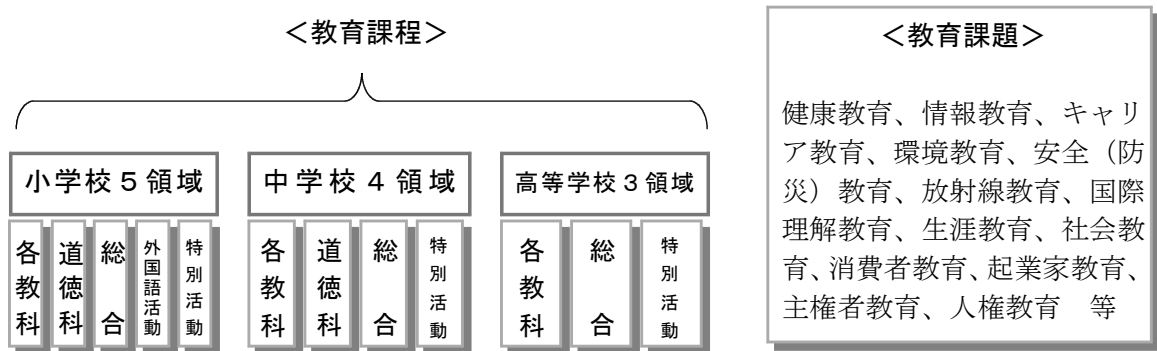 ＜教育課程＞
小学校５領域
各教科
道徳科
総合
外国語活動
特別活動
中学校４領域
各教科
道徳科
総合
特別活動
高等学校３領域
各教科
総合
特別活動
＜教育課題＞
健康教育、情報教育、キャリ
ア教育、環境教育、安全（防
災）教育、放射線教育、国際
理解教育、生涯教育、社会教
育、消費者教育、起業家教育、
主権者教育、人権教育　等